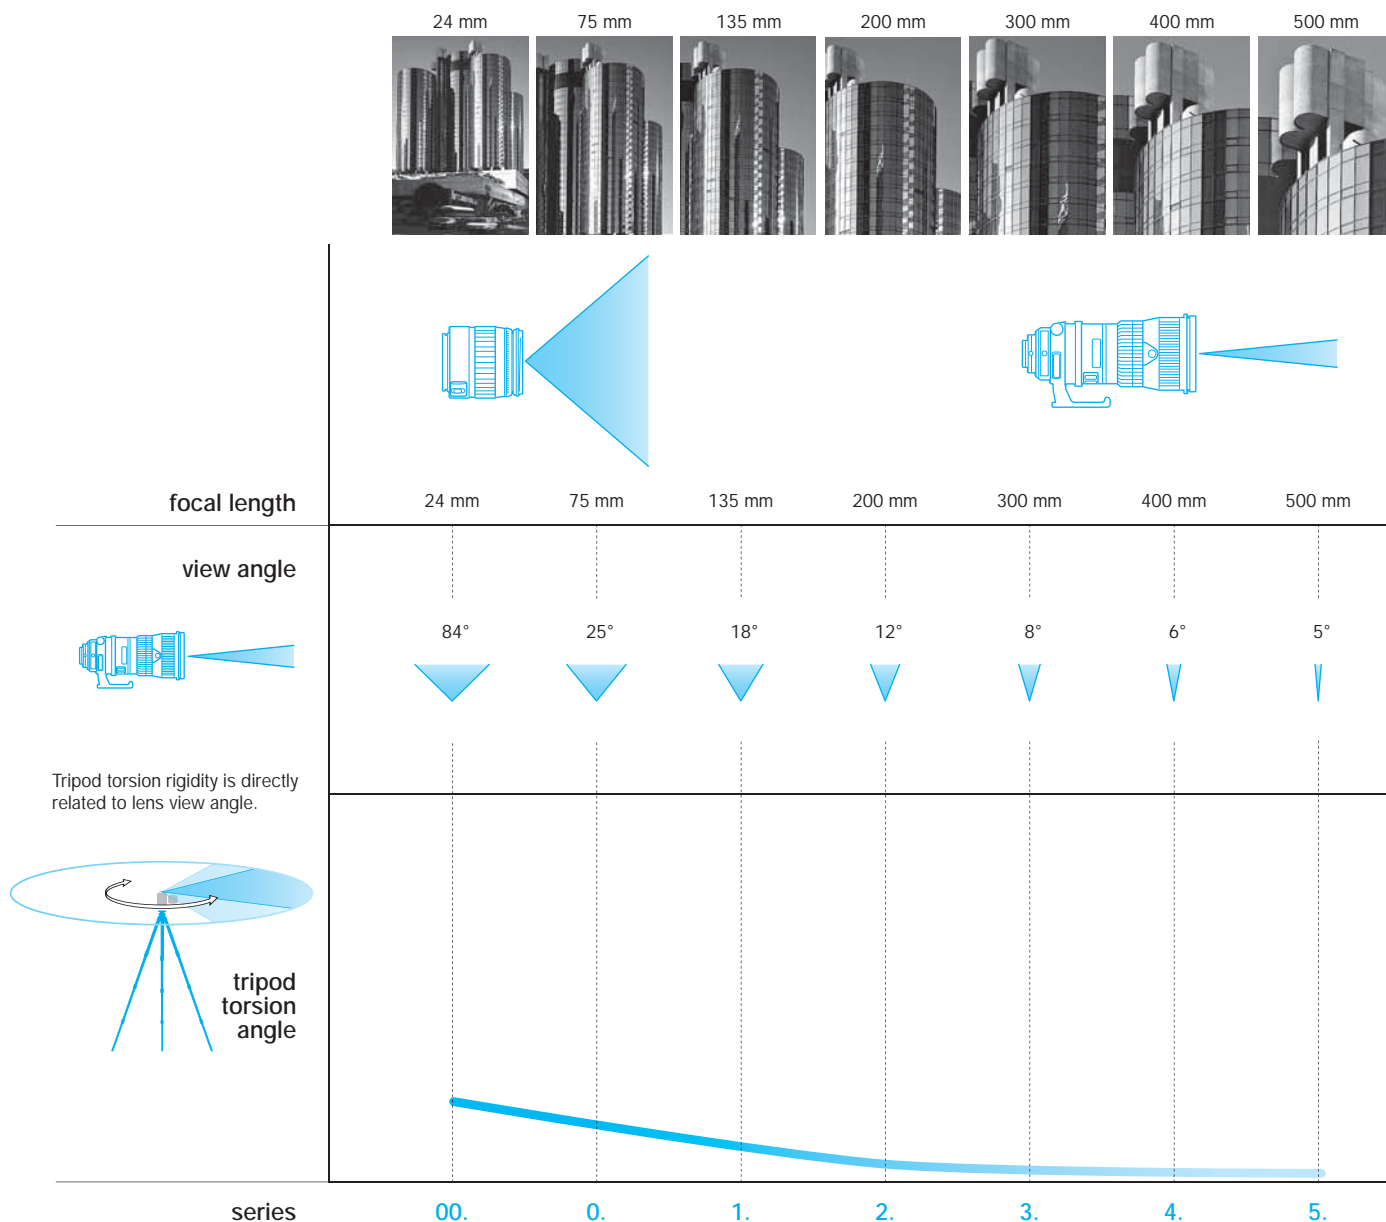 24 mm 75 mm 135 mm 200 mm 300 mm 400 mm 500 mm
focal length 24 mm 75 mm 135 mm 200 mm 300 mm 400 mm 500 mm
view angle
84° 25° 18° 12° 8° 6° 5°
Tripod torsion rigidity is directly
related to lens view angle.
tripod
torsion
angle
series 00. 0. 1. 2. 3. 4. 5.